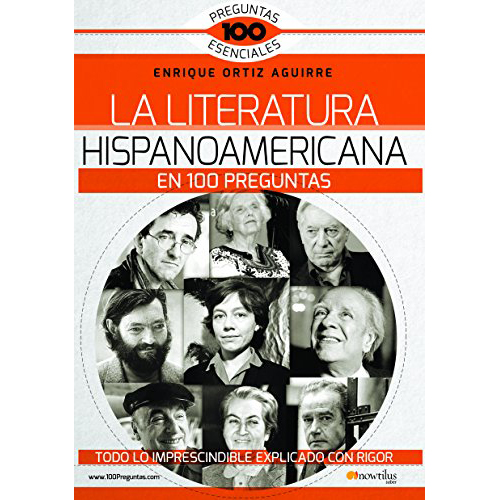 PREGUNTAS
100
ESENCIALES
ENRIQUE ORTIZ AGUIRRE
LA LITERATURA
HISPANOAMERICANA
EN 100 PREGUNTAS
TODO LO IMPRESCINDIBLE EXPLICADO CON RIGOR
www.100Preguntas.com
nowtilus
saber